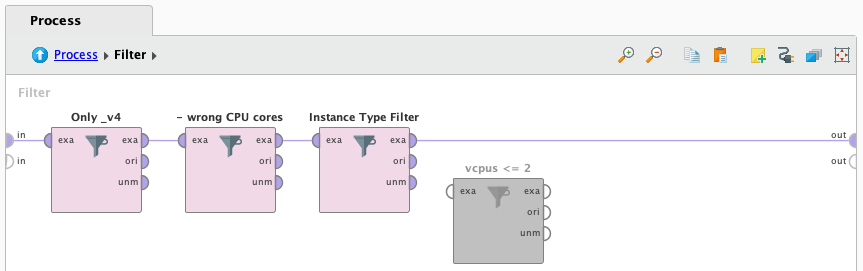 Process
Process Filter
Filter
Only _v4 - wrong CPU cores Instance Type Filter
in exa exa exa exa exa exa out
in ori ori ori out
unm unm unm
vcpus <= 2
exa exa
ori
unm